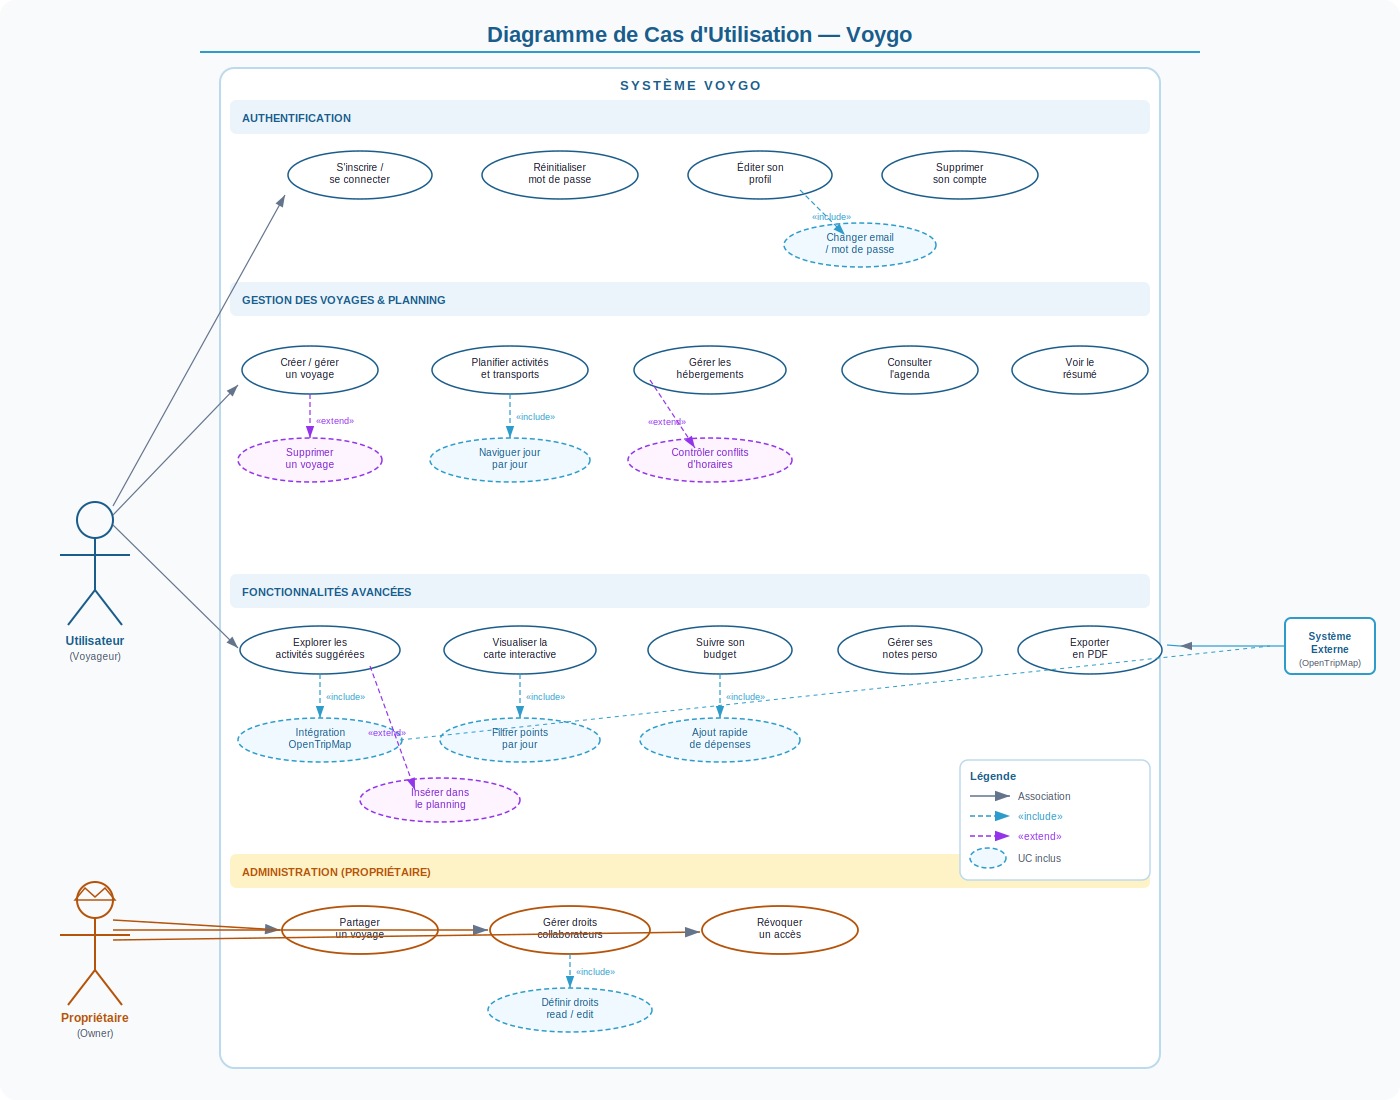 Diagramme de Cas d'Utilisation — Voygo
SYSTÈME VOYGO
AUTHENTIFICATION
S'inscrire /
se connecter
Réinitialiser
mot de passe
Éditer son
profil
Supprimer
son compte
«include»
Changer email
/ mot de passe
GESTION DES VOYAGES & PLANNING
Créer / gérer
un voyage
Planifier activités
et transports
Gérer les
hébergements
Consulter
l'agenda
Voir le
résumé
«extend»
«include»
«extend»
Supprimer
un voyage
Naviguer jour
par jour
Contrôler conflits
d'horaires
Utilisateur
(Voyageur)
FONCTIONNALITÉS AVANCÉES
Explorer les
activités suggérées
Visualiser la
carte interactive
Suivre son
budget
Gérer ses
notes perso
Exporter
en PDF
Système
Externe
(OpenTripMap)
«include»
«include»
«include»
«extend»
Intégration
OpenTripMap
Filtrer points
par jour
Ajout rapide
de dépenses
Insérer dans
le planning
Légende
Association
«include»
«extend»
UC inclus
ADMINISTRATION (PROPRIÉTAIRE)
Partager
un voyage
Gérer droits
collaborateurs
Révoquer
un accès
«include»
Définir droits
read / edit
Propriétaire
(Owner)